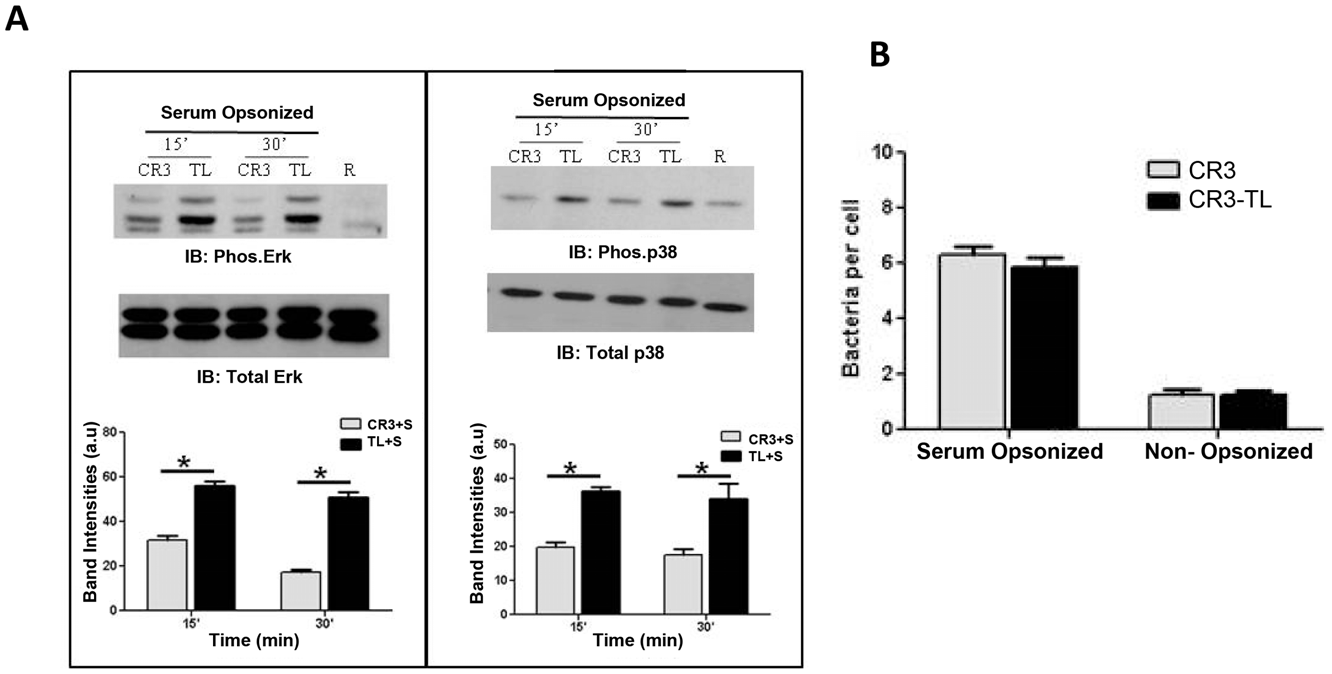 A
Serum Opsonized
15’ 30’
CR3 TL CR3 TL R
IB: Phos.Erk
IB: Total Erk
CR3+S
TL+S
Band Intensities (a.u)
80
60
40
20
0
15'
30'
Time (min)
Serum Opsonized
15’ 30’
CR3 TL CR3 TL R
IB: Phos.p38
IB: Total p38
CR3+S
TL+S
Band Intensities (a.u)
50
40
30
20
10
0
15'
30'
Time (min)
*
*
*
*
B
CR3
CR3-TL
Bacteria per cell
10
8
6
4
2
0
Serum Opsonized
Non- Opsonized